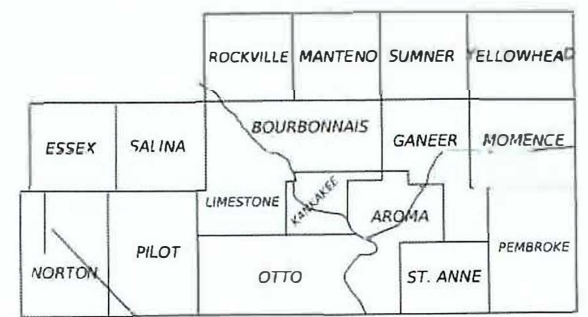 ROCKVILLE MANTENO SUMNER YELLOWHEAD
BOURBONNAIS
ESSEX SALINA GANEER MOMENCE
LIMESTONE KANKAKEE AROMA
PILOT PEMBROKE
NORTON OTTO ST. ANNE